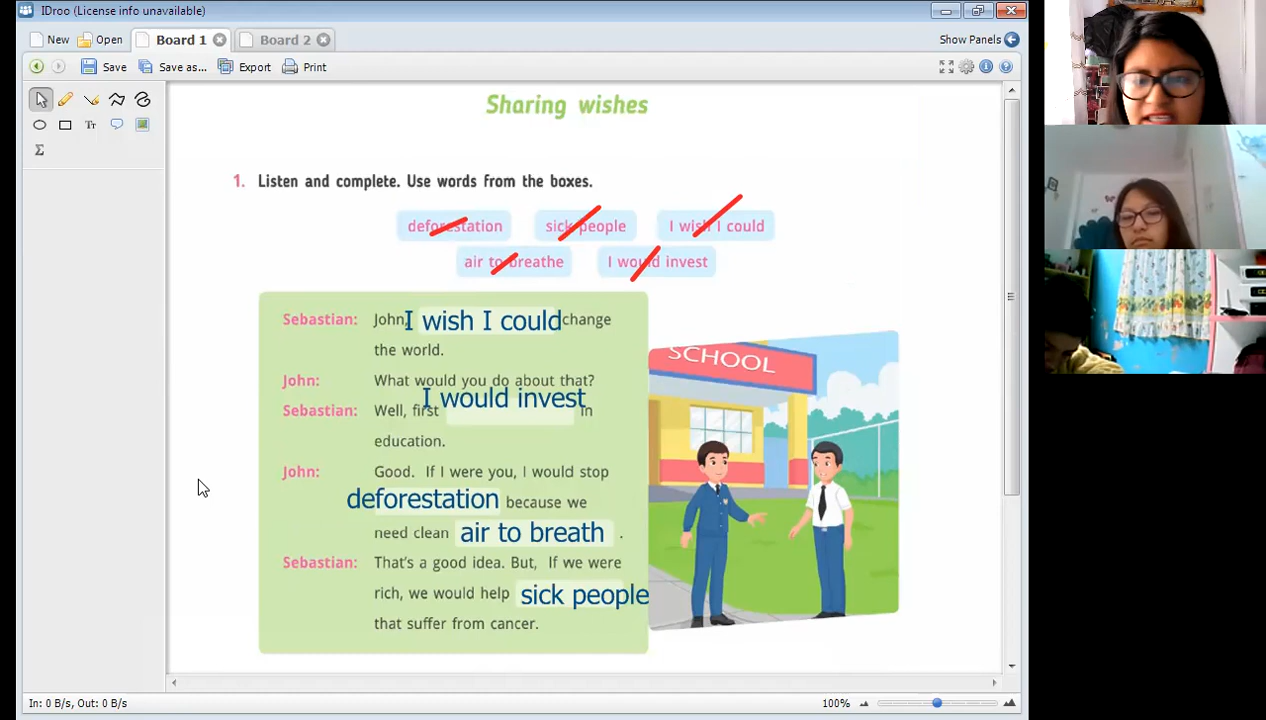 IDroo (License info unavailable)
New Open Board 1 Board 2 Show Panels
Save Save as... Export Print
Tт
Σ
Sharing wishes
1. Listen and complete. Use words from the boxes.
deforestation sick people I wish I could
air to breathe I would invest
Sebastian: John, I wish I could change
the world.
John: What would you do about that?
Sebastian: Well, first I would invest in
education.
John: Good. If I were you, I would stop
deforestation because we
need clean air to breath .
Sebastian: That's a good idea. But, If we were
rich, we would help sick people
that suffer from cancer.
SCHOOL
In: 0 B/s, Out: 0 B/s 100%